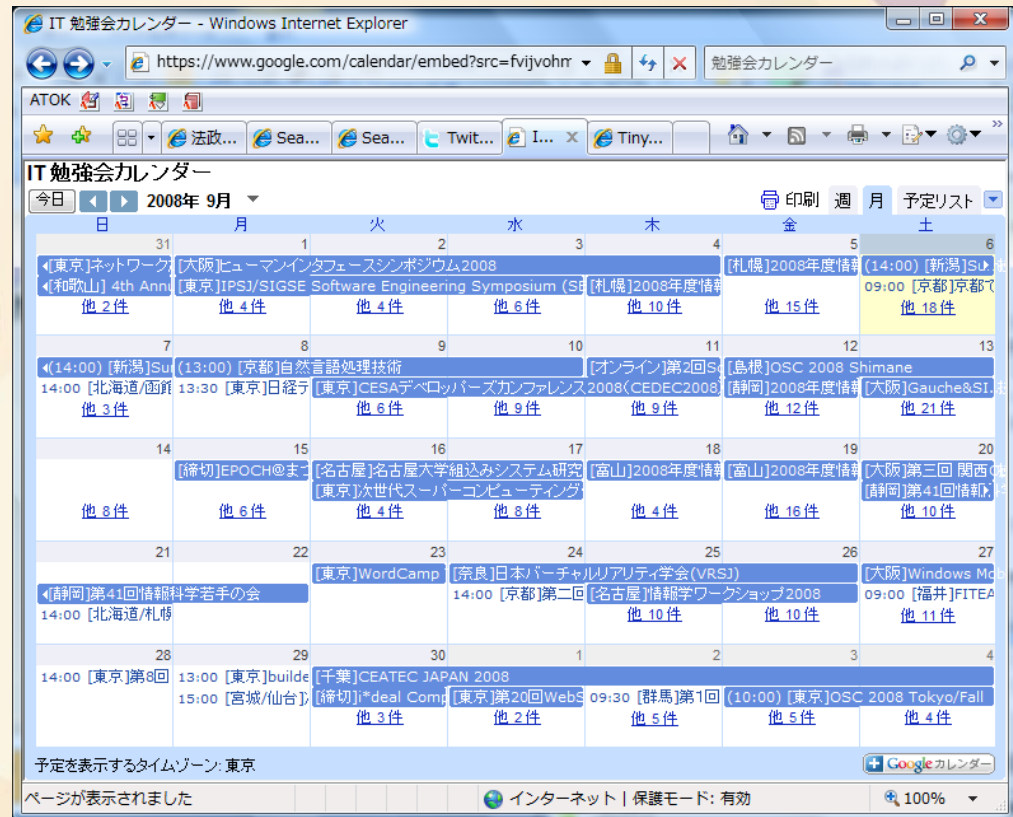 IT 勉強会カレンダー - Windows Internet Explorer
https://www.google.com/calendar/embed?src=fvijvohm
勉強会カレンダー
ATOK
法政... Sea... Sea... Twit... I... Tiny...
IT 勉強会カレンダー
今日 2008年 9月 印刷 週 月 予定リスト
日 月 火 水 木 金 土
31 1 2 3 4 5 6
[東京]ネットワーク [大阪]ヒューマンインタフェースシンポジウム2008 [札幌]2008年度情報 (14:00) [新潟]Su
[和歌山] 4th Annu [東京]IPSJ/SIGSE Software Engineering Symposium (SE [札幌]2008年度情報 09:00 [京都]京都で
他 2件 他 4件 他 4件 他 6件 他 10件 他 15件 他 18件
7 8 9 10 11 12 13
(14:00) [新潟]Su (13:00) [京都]自然言語処理技術 [オンライン]第2回Sc [島根]OSC 2008 Shimane
14:00 [北海道/函館 13:30 [東京]日経テ [東京]CESAデベロッパーズカンファレンス2008(CEDEC2008) [静岡]2008年度情報 [大阪]Gauche&SI.
他 3件 他 6件 他 9件 他 9件 他 12件 他 21件
14 15 16 17 18 19 20
[締切]EPOCH@まつ [名古屋]名古屋大学組込みシステム研究 [富山]2008年度情報 [富山]2008年度情報 [大阪]第三回 関西
[東京]次世代スーパーコンピューティング [静岡]第41回情報
他 8件 他 6件 他 4件 他 8件 他 4件 他 16件 他 10件
21 22 23 24 25 26 27
[東京]WordCamp [奈良]日本バーチャルリアリティ学会(VRSJ) [大阪]Windows Mob
[静岡]第41回情報科学若手の会 14:00 [京都]第二回 [名古屋]情報学ワークショップ2008 09:00 [福井]FITEA
14:00 [北海道/札幌 他 10件 他 10件 他 11件
28 29 30 1 2 3 4
14:00 [東京]第8回 13:00 [東京]builde [千葉]CEATEC JAPAN 2008
15:00 [宮城/仙台] [締切]i*deal Comp [東京]第20回WebS 09:30 [群馬]第1回 (10:00) [東京]OSC 2008 Tokyo/Fall
他 3件 他 2件 他 5件 他 5件 他 4件
予定を表示するタイムゾーン: 東京 Googleカレンダー
ページが表示されました インターネット | 保護モード: 有効 100%